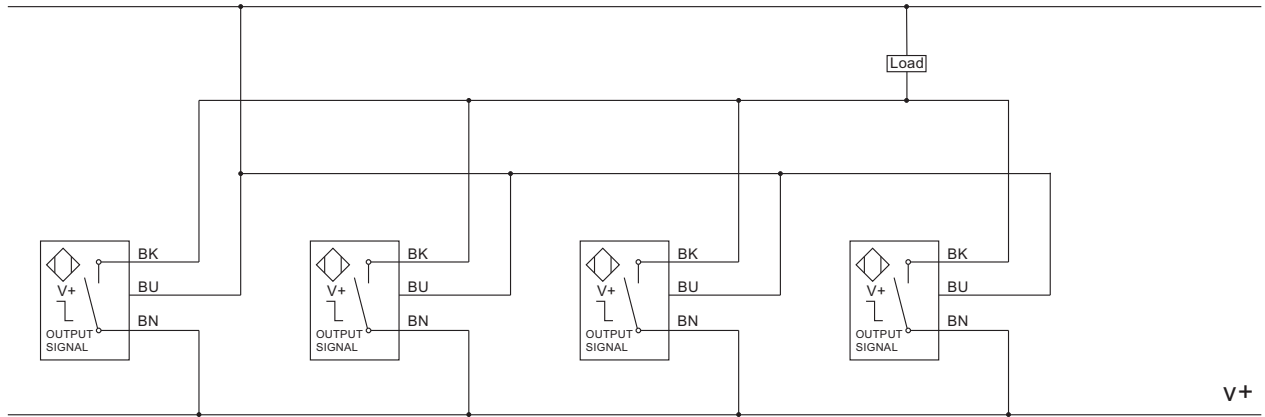 Load
BK
V+
BU
BN
OUTPUT
SIGNAL
BK
V+
BU
BN
OUTPUT
SIGNAL
BK
V+
BU
BN
OUTPUT
SIGNAL
BK
V+
BU
BN
OUTPUT
SIGNAL
v+